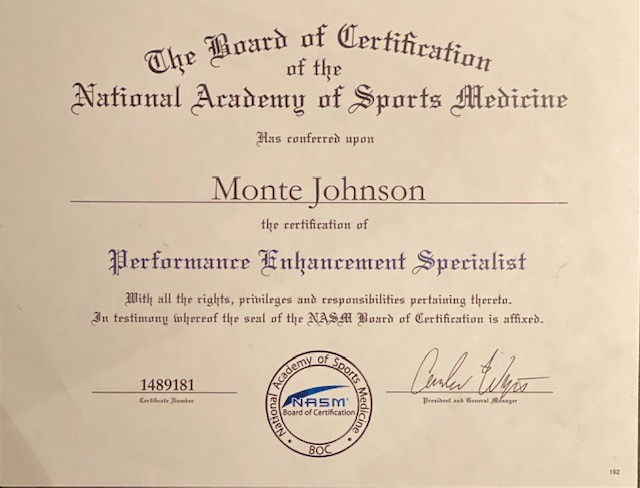 The Board of Certification
of the
National Academy of Sports Medicine
Has conferred upon
Monte Johnson
the certification of
Performance Enhancement Specialist
With all the rights, privileges and responsibilities pertaining thereto.
In testimony whereof the seal of the NASM Board of Certification is affixed.
1489181
Certificate Number
National Academy of Sports Medicine
NASM®
Board of Certification
BOC
President and General Manager
192